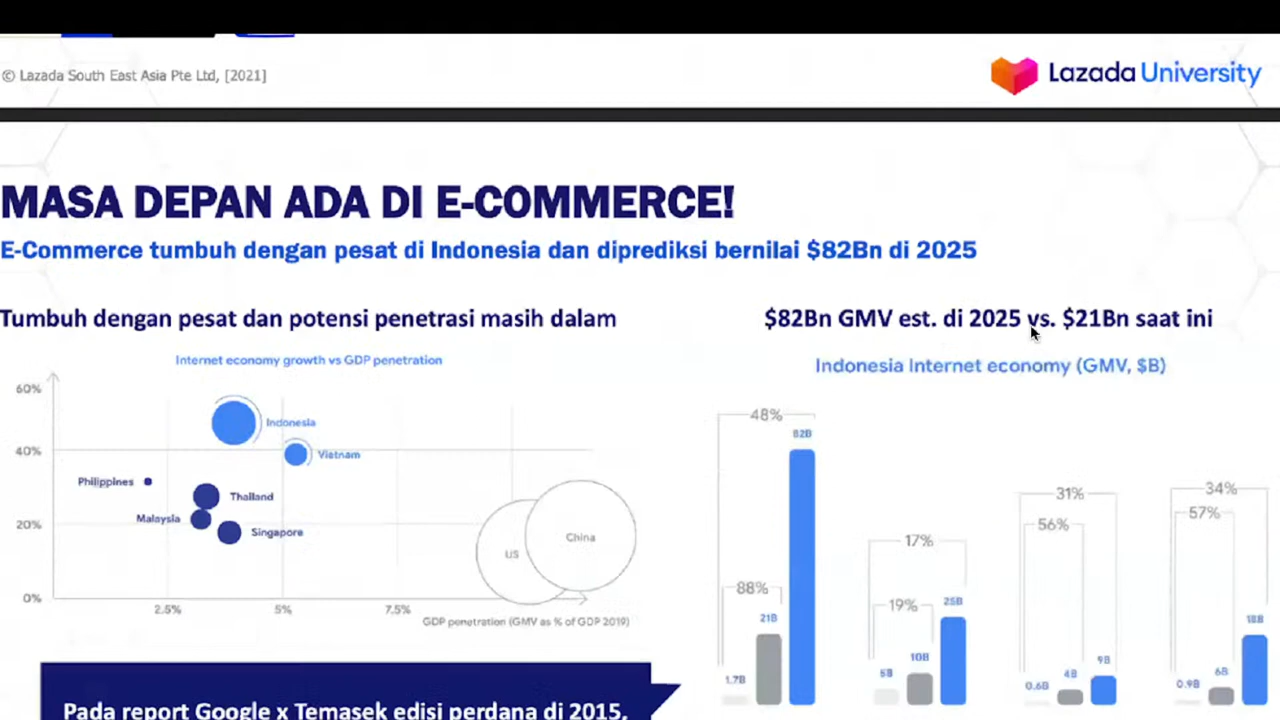 © Lazada South East Asia Pte Ltd, [2021]
Lazada University
MASA DEPAN ADA DI E-COMMERCE!
E-Commerce tumbuh dengan pesat di Indonesia dan diprediksi bernilai $82Bn di 2025
Tumbuh dengan pesat dan potensi penetrasi masih dalam
Internet economy growth vs GDP penetration
60%
40%
20%
0%
Indonesia
Vietnam
Philippines
Thailand
Malaysia
Singapore
US
China
2.5%
5%
7.5%
GDP penetration (GMV as % of GDP 2019)
Pada report Google x Temasek edisi perdana di 2015,
$82Bn GMV est. di 2025 vs. $21Bn saat ini
Indonesia Internet economy (GMV, $B)
48%
82B
88%
21B
1.7B
17%
25B
19%
10B
5B
31%
56%
9B
4B
0.6B
34%
57%
18B
6B
0.9B